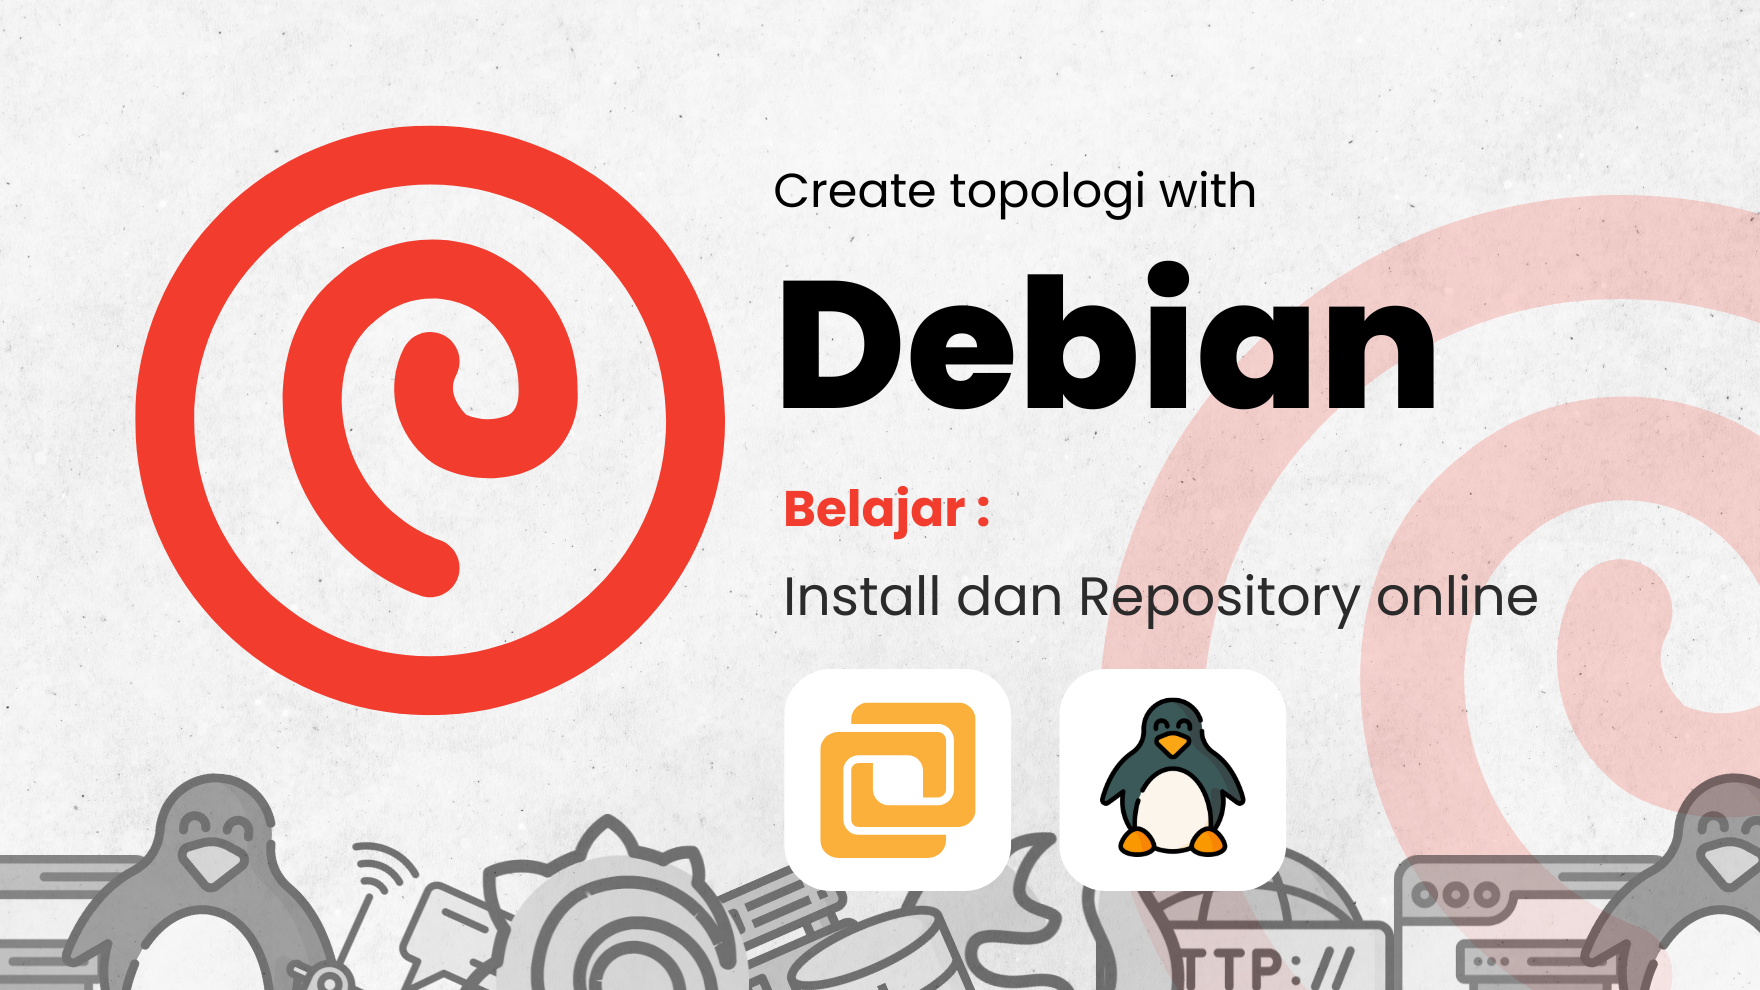 Create topologi with
Debian
Belajar :
Install dan Repository online
TTP://